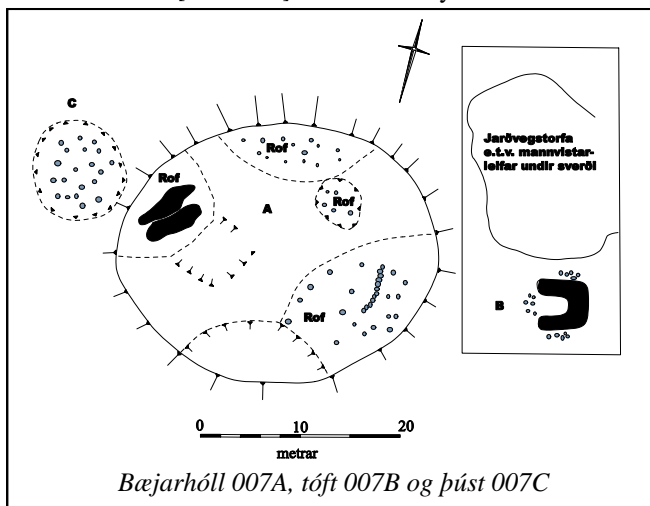 C
Rof
Rof
A
Rof
Rof
Jarðvegstorfa
e.t.v. mannvistar-
leifar undir sverði
B
0 10 20
metrar
Bæjarhóll 007A, tóft 007B og þúst 007C